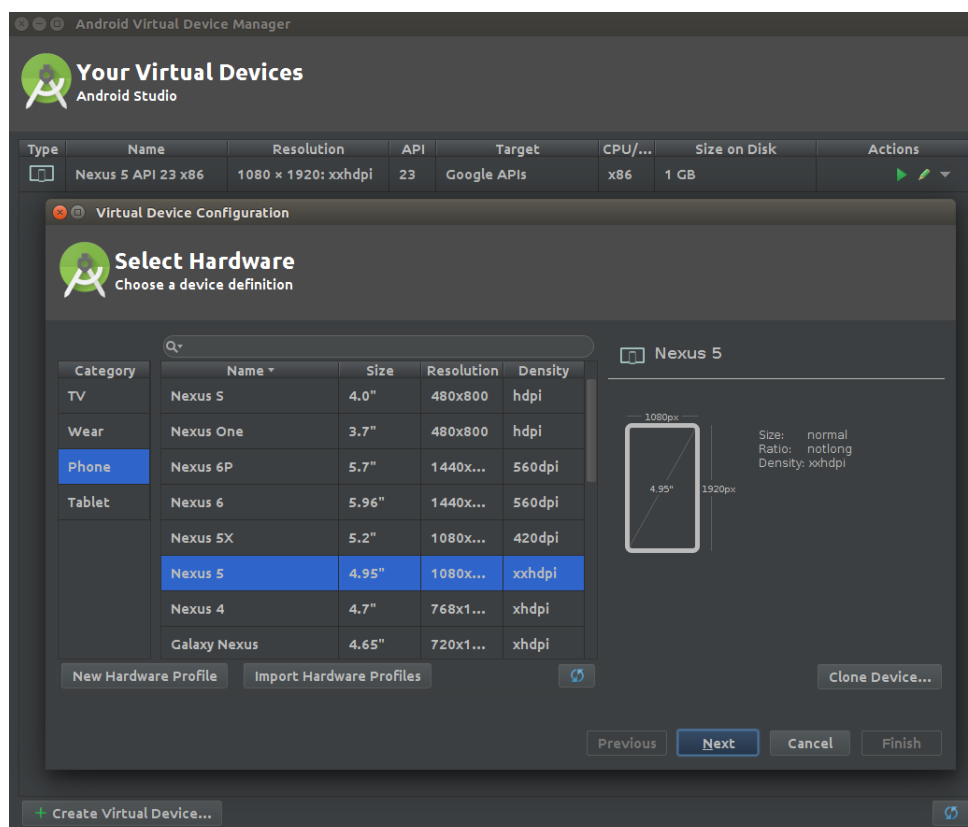 Android Virtual Device Manager
Your Virtual Devices
Android Studio
Type Name Resolution API Target CPU/... Size on Disk Actions
Nexus 5 API 23 x86 1080 × 1920: xxhdpi 23 Google APIs x86 1 GB
Virtual Device Configuration
Select Hardware
Choose a device definition
Category Name Size Resolution Density
TV
Wear
Phone
Tablet
Nexus S 4.0" 480x800 hdpi
Nexus One 3.7" 480x800 hdpi
Nexus 6P 5.7" 1440x... 560dpi
Nexus 6 5.96" 1440x... 560dpi
Nexus 5X 5.2" 1080x... 420dpi
Nexus 5 4.95" 1080x... xxhdpi
Nexus 4 4.7" 768x1... xhdpi
Galaxy Nexus 4.65" 720x1... xhdpi
Nexus 5
1080px
4.95" 1920px
Size: normal
Ratio: notlong
Density: xxhdpi
New Hardware Profile Import Hardware Profiles Clone Device...
Previous Next Cancel Finish
+ Create Virtual Device...